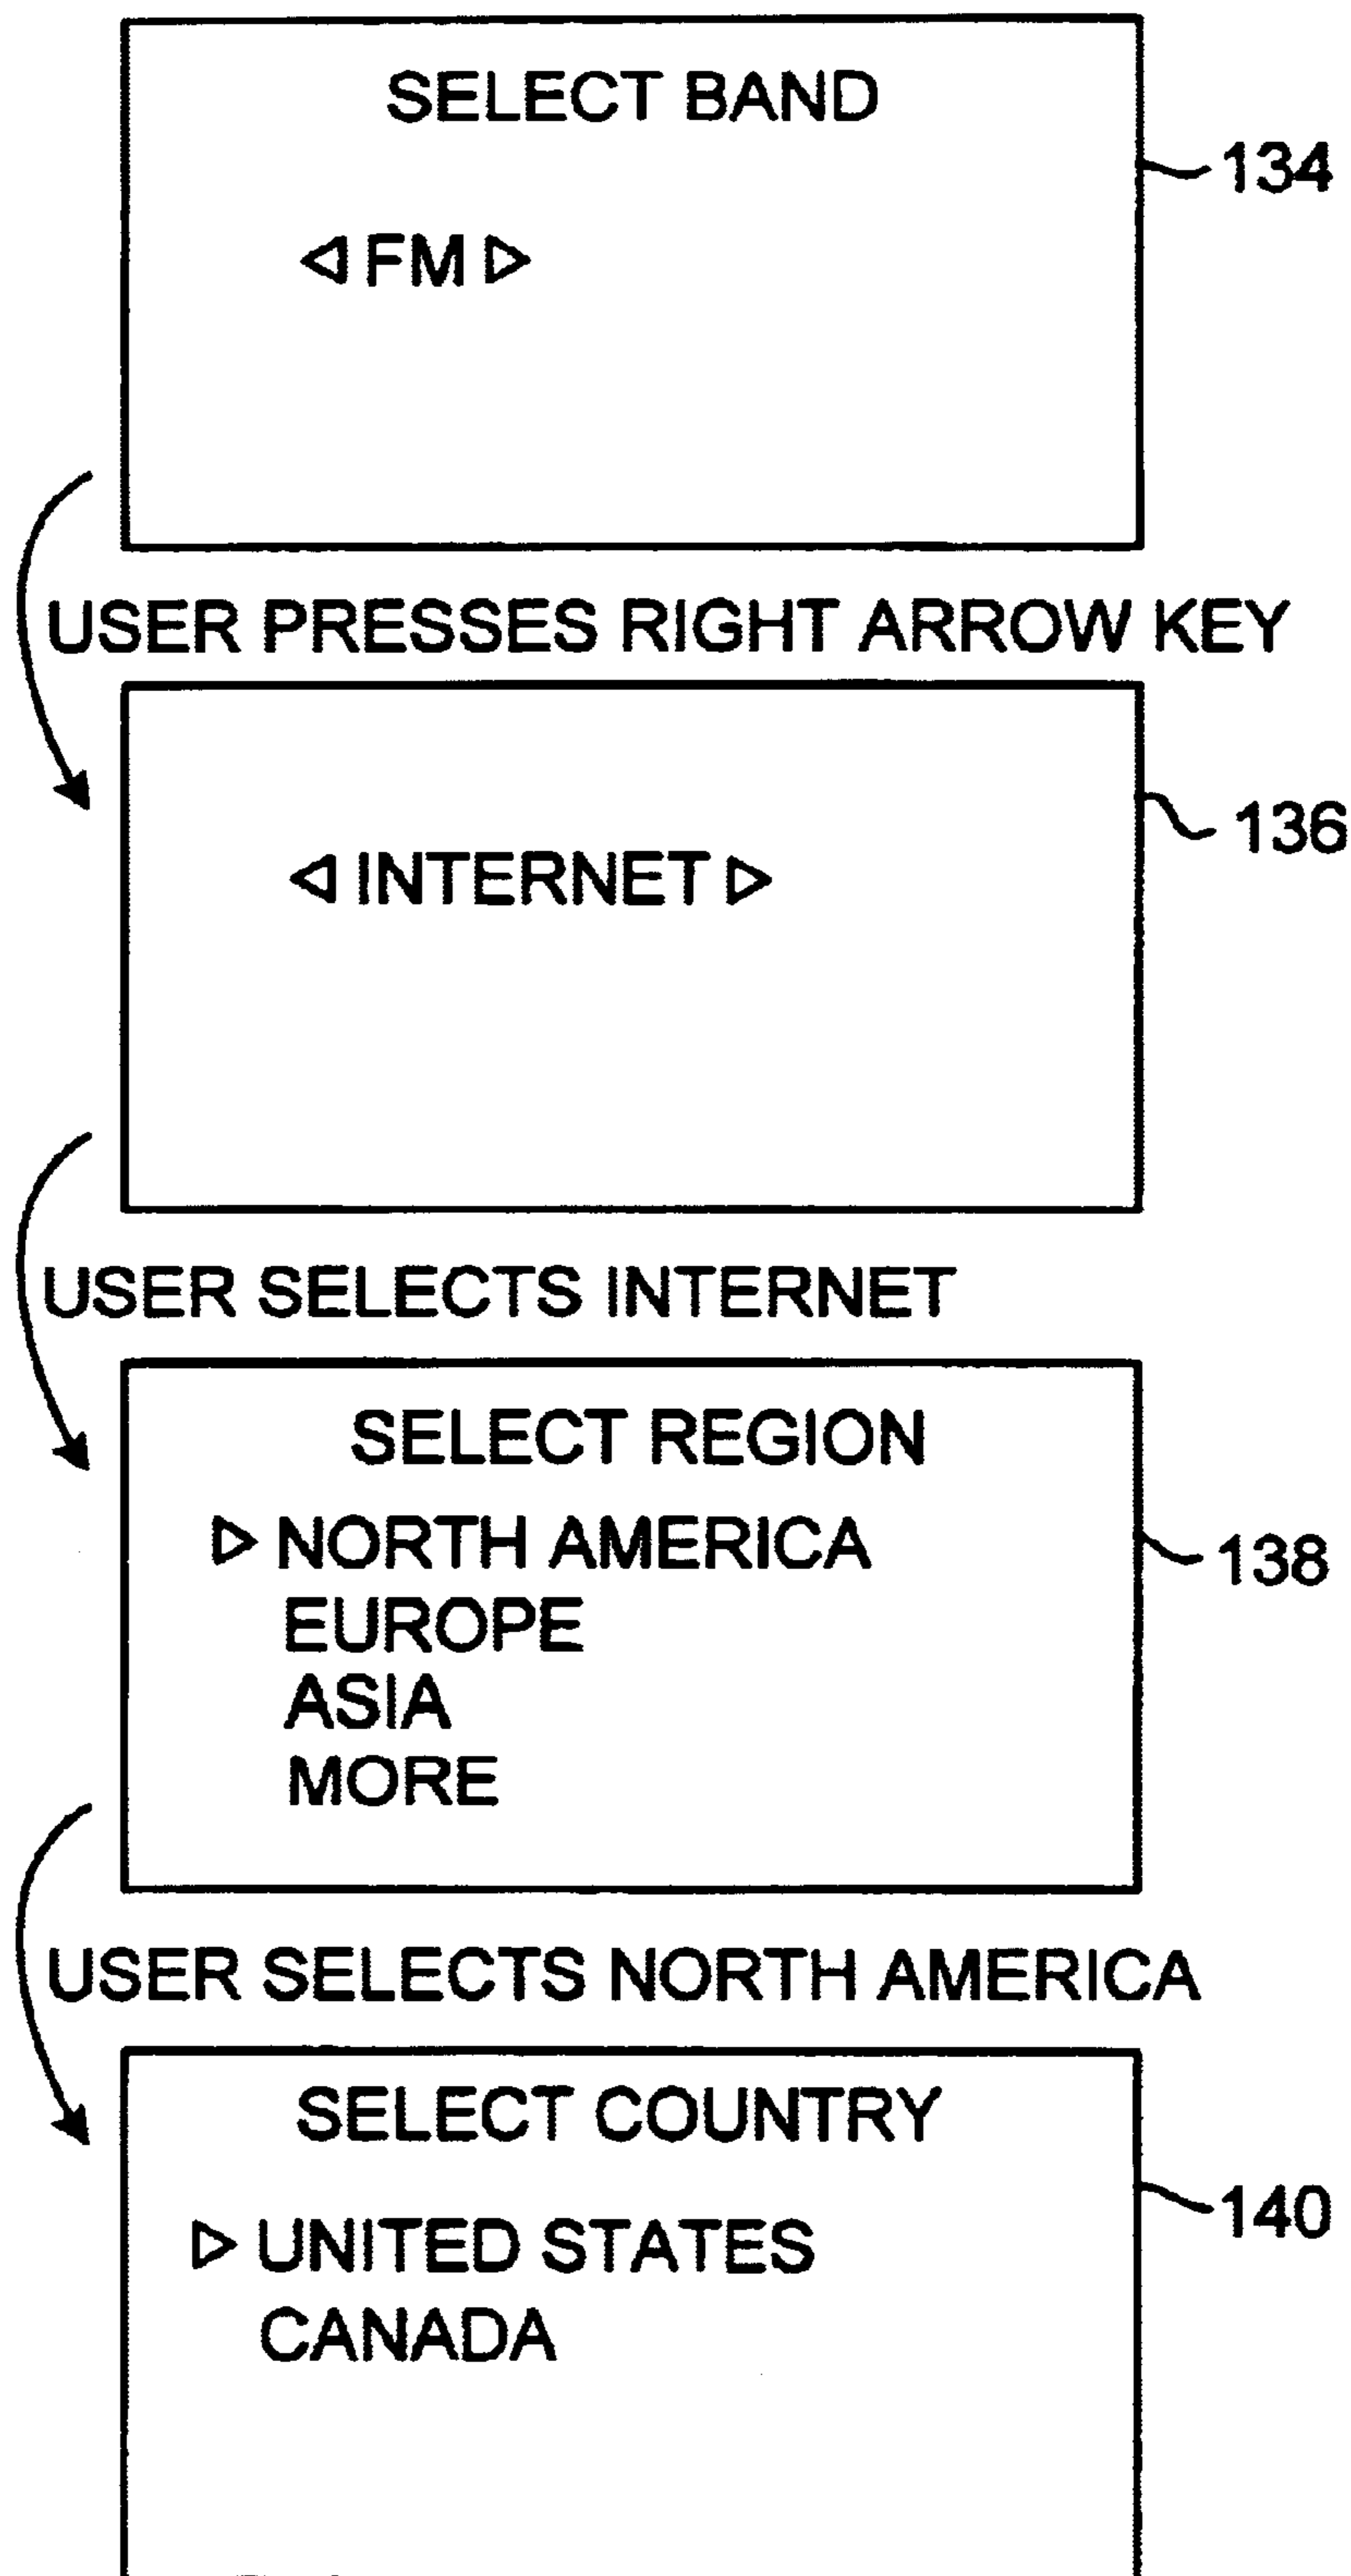 SELECT BAND
134
◁ FM ▷
USER PRESSES RIGHT ARROW KEY
136
◁ INTERNET ▷
USER SELECTS INTERNET
SELECT REGION
▷ NORTH AMERICA
138
EUROPE
ASIA
MORE
USER SELECTS NORTH AMERICA
SELECT COUNTRY
140
▷ UNITED STATES
CANADA